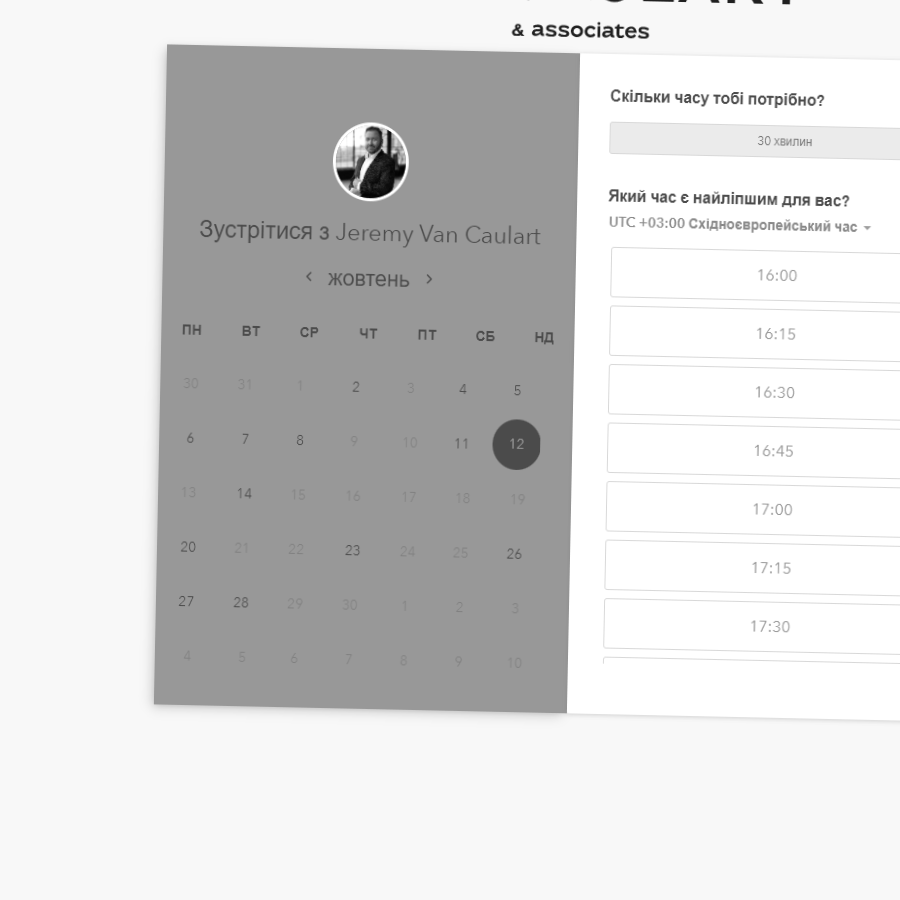 & associates
Зустрітися з Jeremy Van Caulart
жовтень
ПН ВТ СР ЧТ ПТ СБ НД
30 31 1 2 3 4 5
6 7 8 9 10 11 12
13 14 15 16 17 18 19
20 21 22 23 24 25 26
27 28 29 30 1 2 3
4 5 6 7 8 9 10
Скільки часу тобі потрібно?
30 хвилин
Який час є найліпшим для вас?
UTC +03:00 Східноєвропейський час
16:00
16:15
16:30
16:45
17:00
17:15
17:30